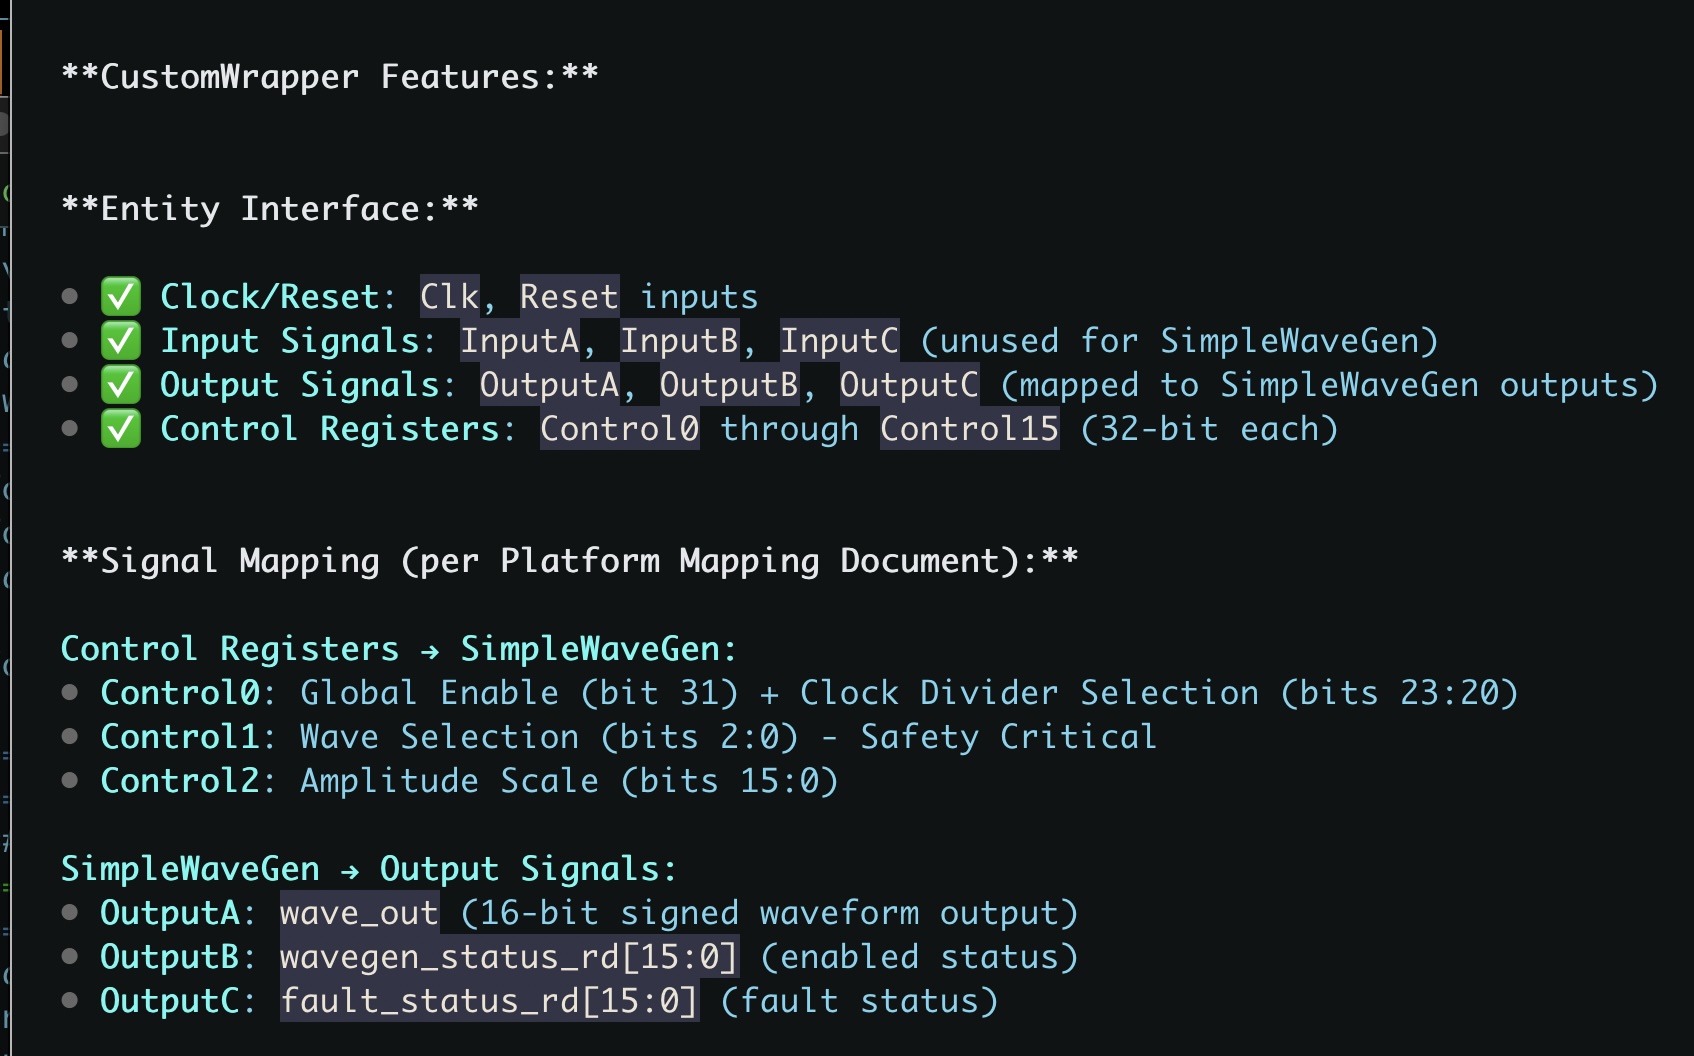 **CustomWrapper Features:**
**Entity Interface:**
● ✅ Clock/Reset: Clk, Reset inputs
● ✅ Input Signals: InputA, InputB, InputC (unused for SimpleWaveGen)
● ✅ Output Signals: OutputA, OutputB, OutputC (mapped to SimpleWaveGen outputs)
● ✅ Control Registers: Control0 through Control15 (32-bit each)
**Signal Mapping (per Platform Mapping Document):**
Control Registers → SimpleWaveGen:
● Control0: Global Enable (bit 31) + Clock Divider Selection (bits 23:20)
● Control1: Wave Selection (bits 2:0) - Safety Critical
● Control2: Amplitude Scale (bits 15:0)
SimpleWaveGen → Output Signals:
● OutputA: wave_out (16-bit signed waveform output)
● OutputB: wavegen_status_rd[15:0] (enabled status)
● OutputC: fault_status_rd[15:0] (fault status)